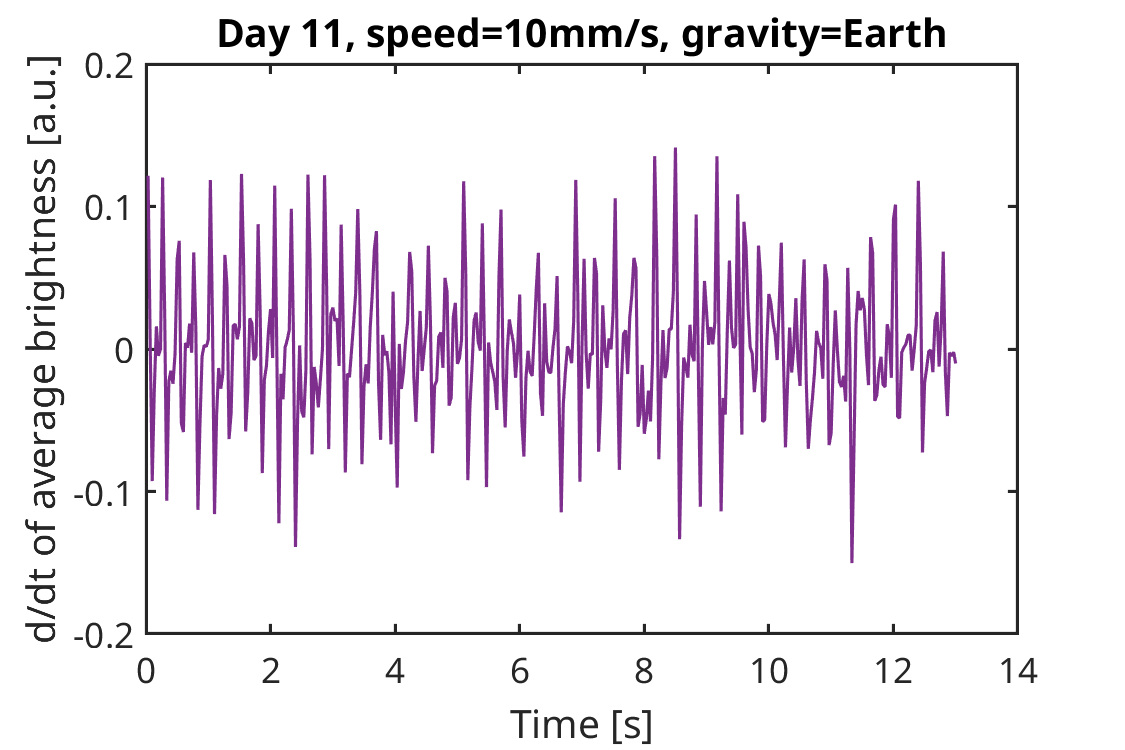 Day 11, speed=10mm/s, gravity=Earth
d/dt of average brightness [a.u.]
0.2
0.1
0
-0.1
-0.2
0 2 4 6 8 10 12 14
Time [s]